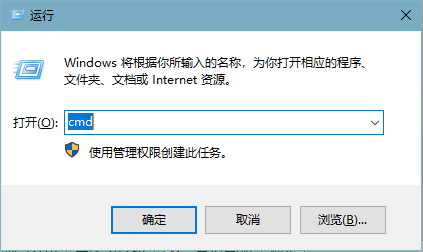 运行
Windows 将根据你所输入的名称，为你打开相应的程序、
文件夹、文档或 Internet 资源。
打开(O): cmd
使用管理权限创建此任务。
确定 取消 浏览(B)...